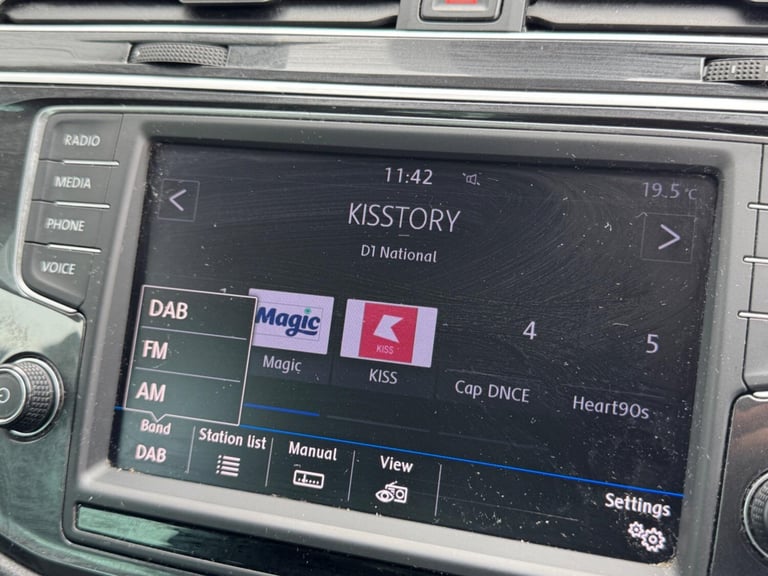 RADIO
MEDIA
PHONE
VOICE
11:42
19.5°C
<
KISSTORY
>
D1 National
1
Magic
KISS
4
5
Magic
KISS
Cap DNCE
Heart90s
DAB
FM
AM
Band
DAB
Station list
Manual
View
Settings